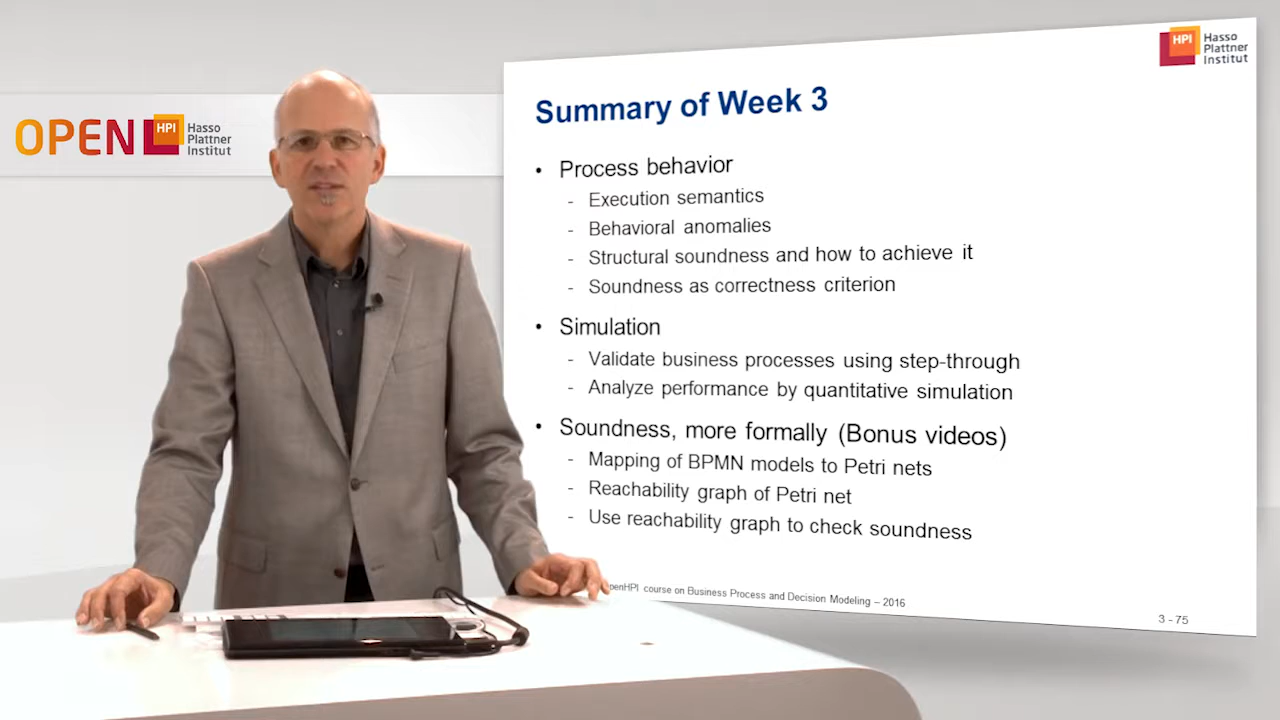 OPEN HPI Hasso
Plattner
Institut
HPI Hasso
Plattner
Institut
Summary of Week 3
• Process behavior
- Execution semantics
- Behavioral anomalies
- Structural soundness and how to achieve it
- Soundness as correctness criterion
• Simulation
- Validate business processes using step-through
- Analyze performance by quantitative simulation
• Soundness, more formally (Bonus videos)
- Mapping of BPMN models to Petri nets
- Reachability graph of Petri net
- Use reachability graph to check soundness
penHPI course on Business Process and Decision Modeling – 2016
3 - 75